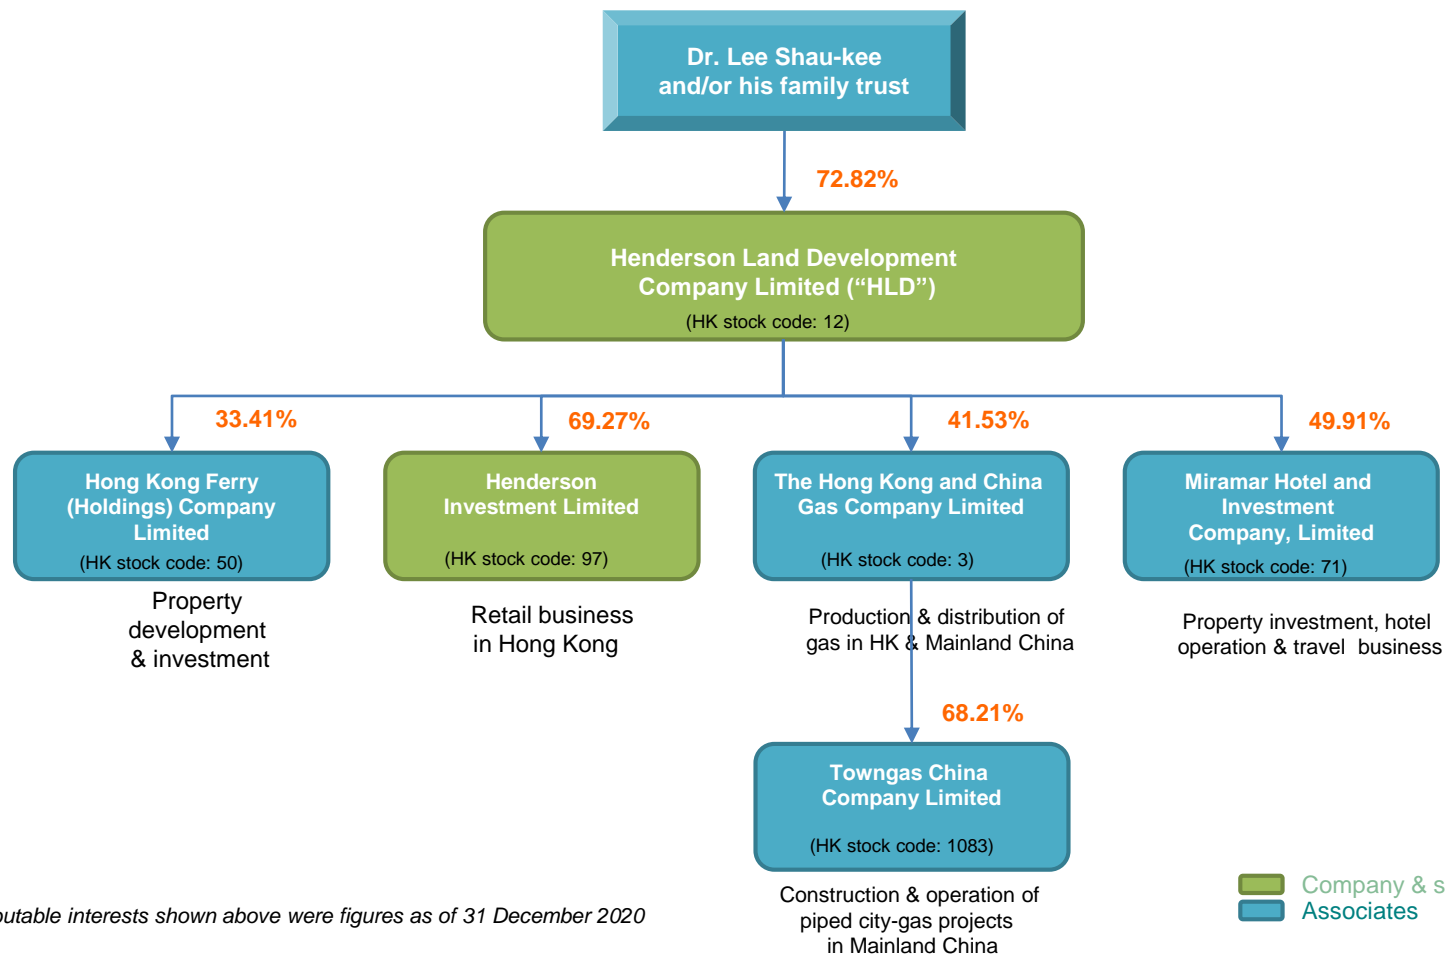 Dr. Lee Shau-kee
and/or his family trust
72.82%
Henderson Land Development
Company Limited (“HLD”)
(HK stock code: 12)
33.41%
69.27%
41.53%
49.91%
Hong Kong Ferry
(Holdings) Company
Limited
(HK stock code: 50)
Property
development
& investment
Henderson
Investment Limited
(HK stock code: 97)
Retail business
in Hong Kong
The Hong Kong and China
Gas Company Limited
(HK stock code: 3)
Production & distribution of
gas in HK & Mainland China
Miramar Hotel and
Investment
Company, Limited
(HK stock code: 71)
Property investment, hotel
operation & travel business
68.21%
Towngas China
Company Limited
(HK stock code: 1083)
Construction & operation of
piped city-gas projects
in Mainland China
interests shown above were figures as of 31 December 2020
Company &
Associates